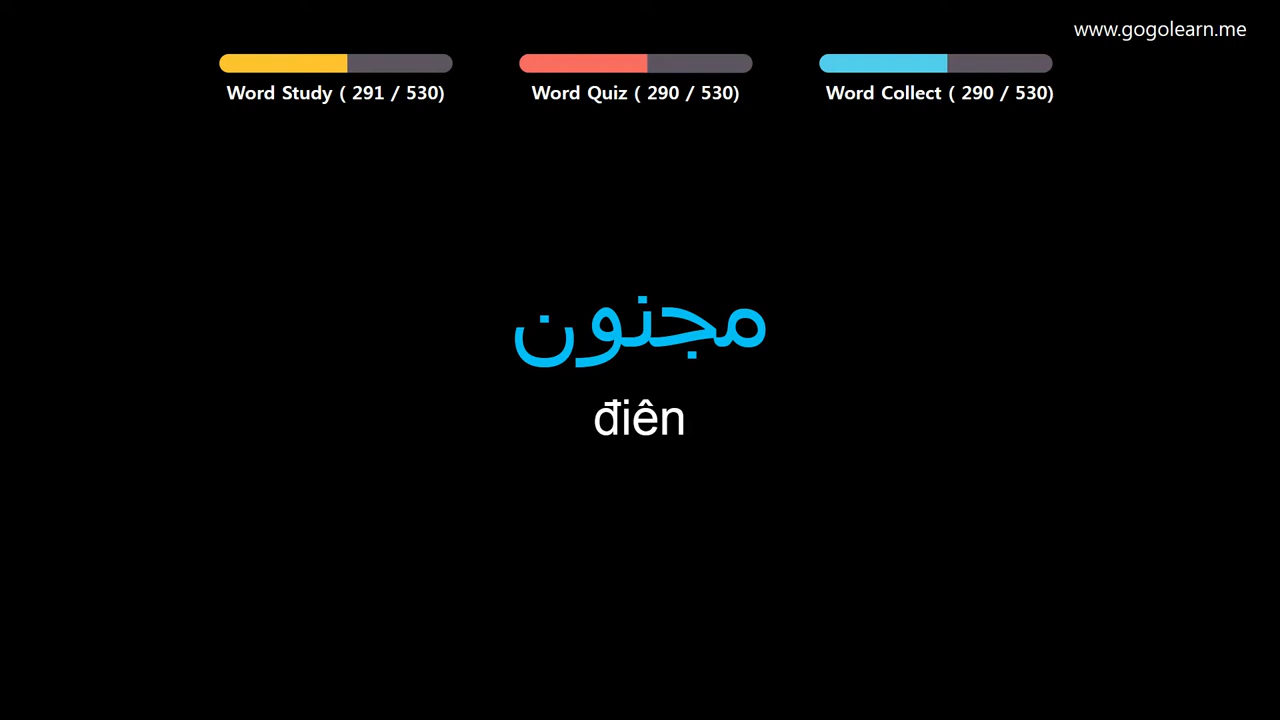 www.gogolearn.me
Word Study ( 291 / 530)
Word Quiz ( 290 / 530)
Word Collect ( 290 / 530)
مجنون
điên